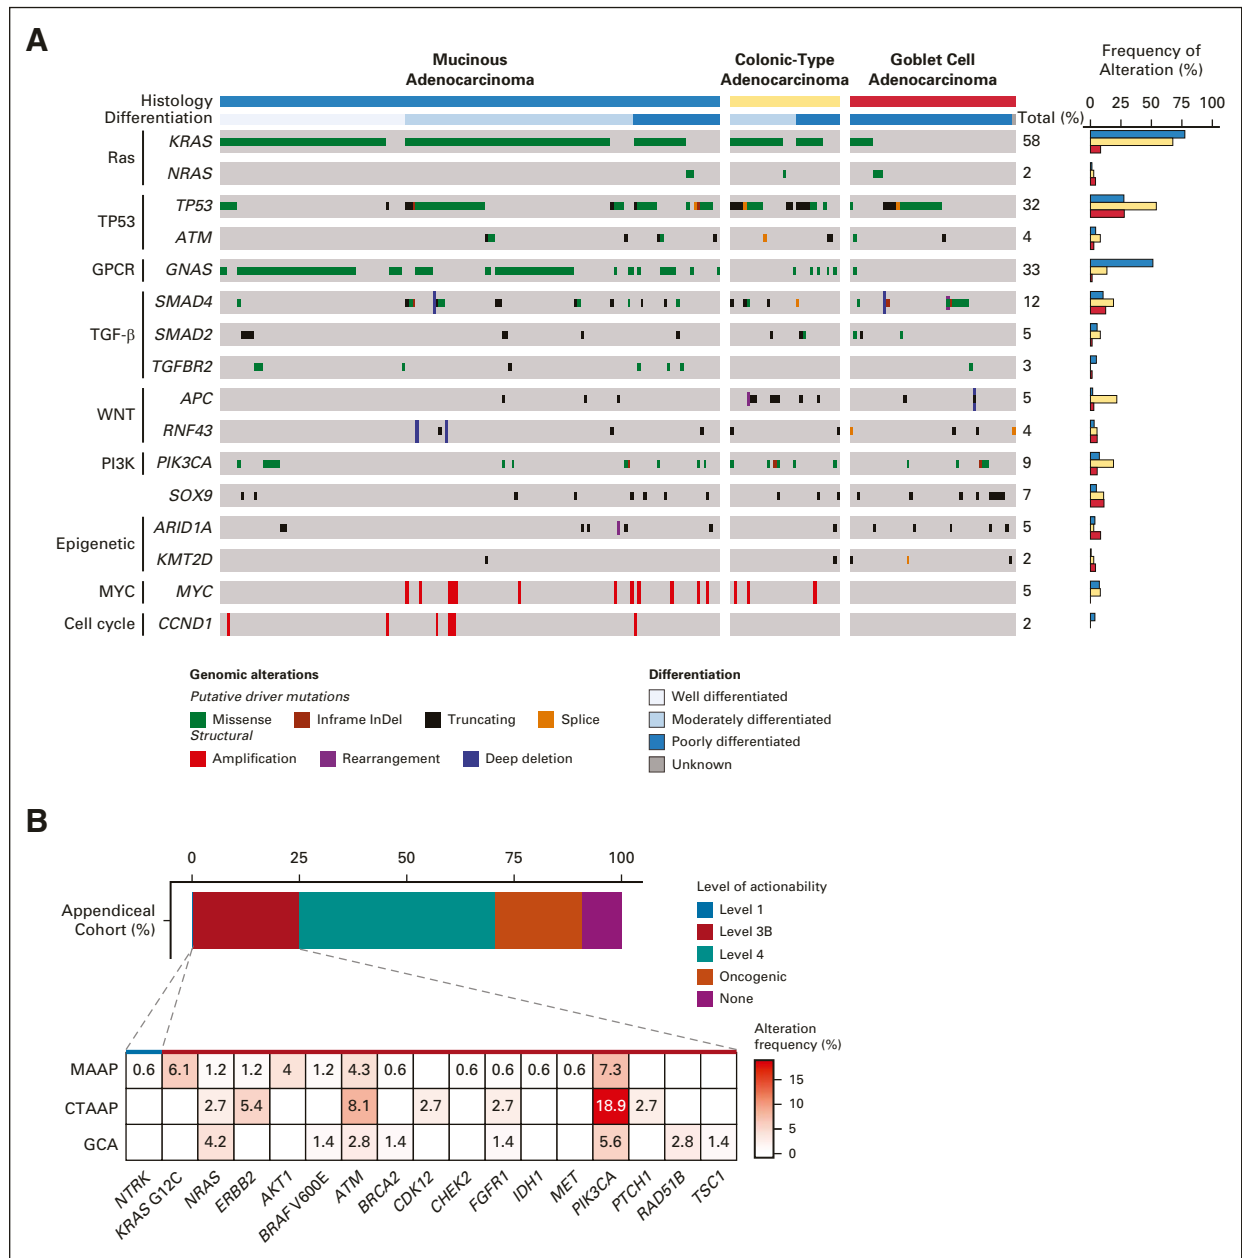 A
Mucinous
Adenocarcinoma
Colonic-Type
Adenocarcinoma
Goblet Cell
Adenocarcinoma
Frequency of
Alteration (%)
Histology
Differentiation
Total (%)
0 25 50 75 100
Ras
KRAS 58
NRAS 2
TP53
TP53 32
ATM 4
GPCR
GNAS 33
TGF-β
SMAD4 12
SMAD2 5
TGFBR2 3
WNT
APC 5
RNF43 4
PI3K
PIK3CA 9
SOX9 7
Epigenetic
ARID1A 5
KMT2D 2
MYC
MYC 5
Cell cycle
CCND1 2
Genomic alterations
Putative driver mutations
Missense Inframe InDel Truncating Splice
Structural
Amplification Rearrangement Deep deletion
Differentiation
Well differentiated
Moderately differentiated
Poorly differentiated
Unknown
B
0 25 50 75 100
Appendiceal
Cohort (%)
Level of actionability
Level 1
Level 3B
Level 4
Oncogenic
None
Alteration
frequency (%)
15
10
5
0
MAAP 0.6 6.1 1.2 1.2 4 1.2 4.3 0.6 0.6 0.6 0.6 0.6 7.3
CTAAP 2.7 5.4 8.1 2.7 2.7 18.9 2.7
GCA 4.2 1.4 2.8 1.4 1.4 5.6 2.8 1.4
NTRK KRAS G12C NRAS ERBB2 AKT1 BRAF V600E ATM BRCA2 CDK12 CHEK2 FGFR1 IDH1 MET PIK3CA PTCH1 RAD51B TSC1